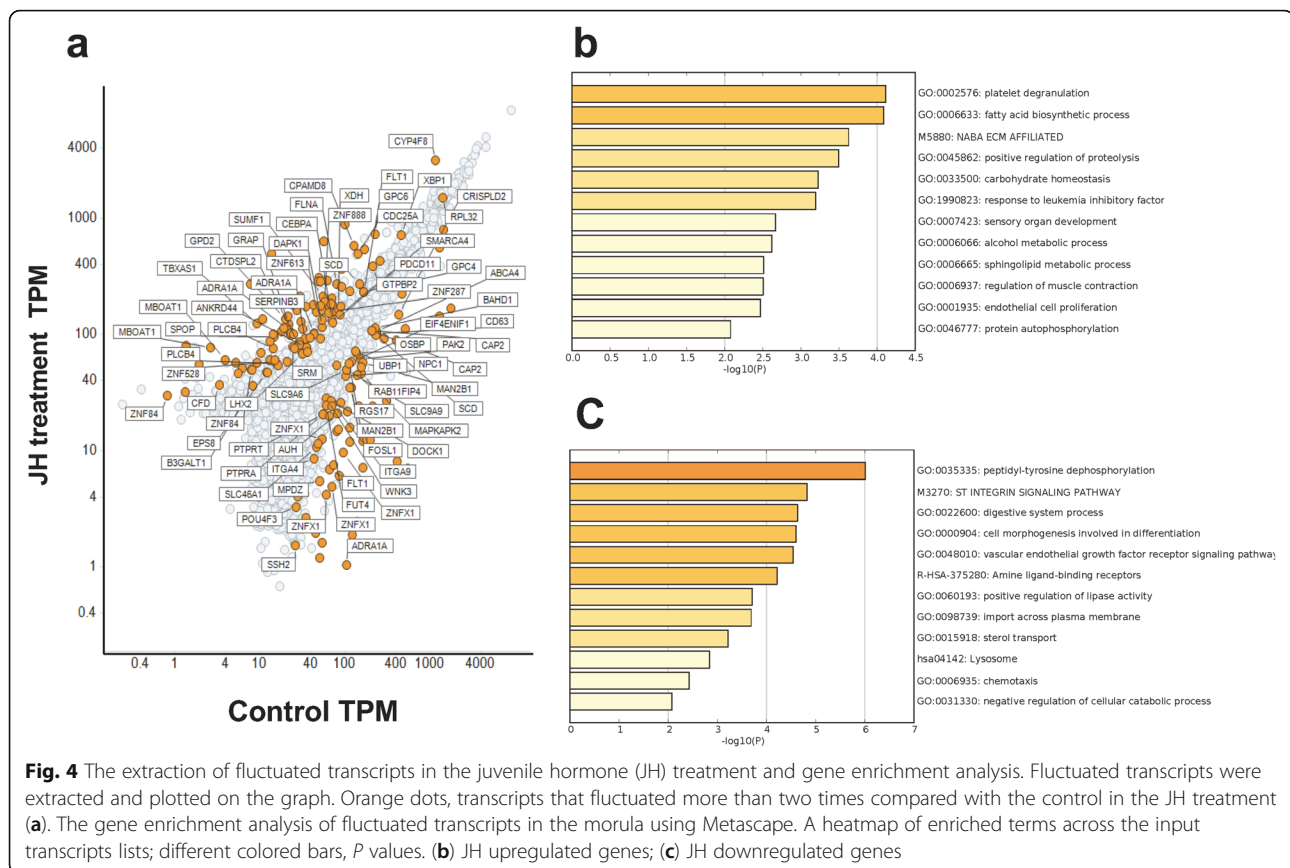 a
JH treatment TPM
4000
1000
400
100
40
10
4
1
0.4
CYP4F8
FLT1
XBP1
CPAMD8
XDH
GPC6
CRISPLD2
FLNA
ZNF888
CDC25A
RPL32
SUMF1
CEBPA
SMARCA4
GPD2
GRAP
DAPK1
SCD
PDCD11
GPC4
CTDSPL2
ZNF613
ABCA4
TBXAS1
ADRA1A
GTPBP2
ZNF287
ADRA1A
SERPINB3
BAHD1
MBOAT1
ANKRD44
EIF4ENIF1
CD63
MBOAT1
SPOP
PLCB4
OSBP
PAK2
CAP2
PLCB4
UBP1
NPC1
CAP2
ZNF528
SRM
MAN2B1
SLC9A6
RAB11FIP4
SCD
ZNF84
CFD
LHX2
RGS17
SLC9A9
ZNF84
ZNFX1
MAN2B1
MAPKAPK2
EPS8
PTPRT
AUH
FOSL1
DOCK1
B3GALT1
PTPRA
ITGA4
ITGA9
SLC46A1
MPDZ
FLT1
WNK3
POU4F3
FUT4
ZNFX1
ZNFX1
ZNFX1
SSH2
ADRA1A
0.4 1 4 10 40 100 400 1000 4000
Control TPM
b
GO:0002576: platelet degranulation
GO:0006633: fatty acid biosynthetic process
M5880: NABA ECM AFFILIATED
GO:0045862: positive regulation of proteolysis
GO:0033500: carbohydrate homeostasis
GO:1990823: response to leukemia inhibitory factor
GO:0007423: sensory organ development
GO:0006066: alcohol metabolic process
GO:0006665: sphingolipid metabolic process
GO:0006937: regulation of muscle contraction
GO:0001935: endothelial cell proliferation
GO:0046777: protein autophosphorylation
0.0 0.5 1.0 1.5 2.0 2.5 3.0 3.5 4.0 4.5
-log10(P)
C
GO:0035335: peptidyl-tyrosine dephosphorylation
M3270: ST INTEGRIN SIGNALING PATHWAY
GO:0022600: digestive system process
GO:0000904: cell morphogenesis involved in differentiation
GO:0048010: vascular endothelial growth factor receptor signaling pathway
R-HSA-375280: Amine ligand-binding receptors
GO:0060193: positive regulation of lipase activity
GO:0098739: import across plasma membrane
GO:0015918: sterol transport
hsa04142: Lysosome
GO:0006935: chemotaxis
GO:0031330: negative regulation of cellular catabolic process
0 1 2 3 4 5 6 7
-log10(P)
Fig. 4 The extraction of fluctuated transcripts in the juvenile hormone (JH) treatment and gene enrichment analysis. Fluctuated transcripts were
extracted and plotted on the graph. Orange dots, transcripts that fluctuated more than two times compared with the control in the JH treatment
(a). The gene enrichment analysis of fluctuated transcripts in the morula using Metascape. A heatmap of enriched terms across the input
transcripts lists; different colored bars, P values. (b) JH upregulated genes; (c) JH downregulated genes